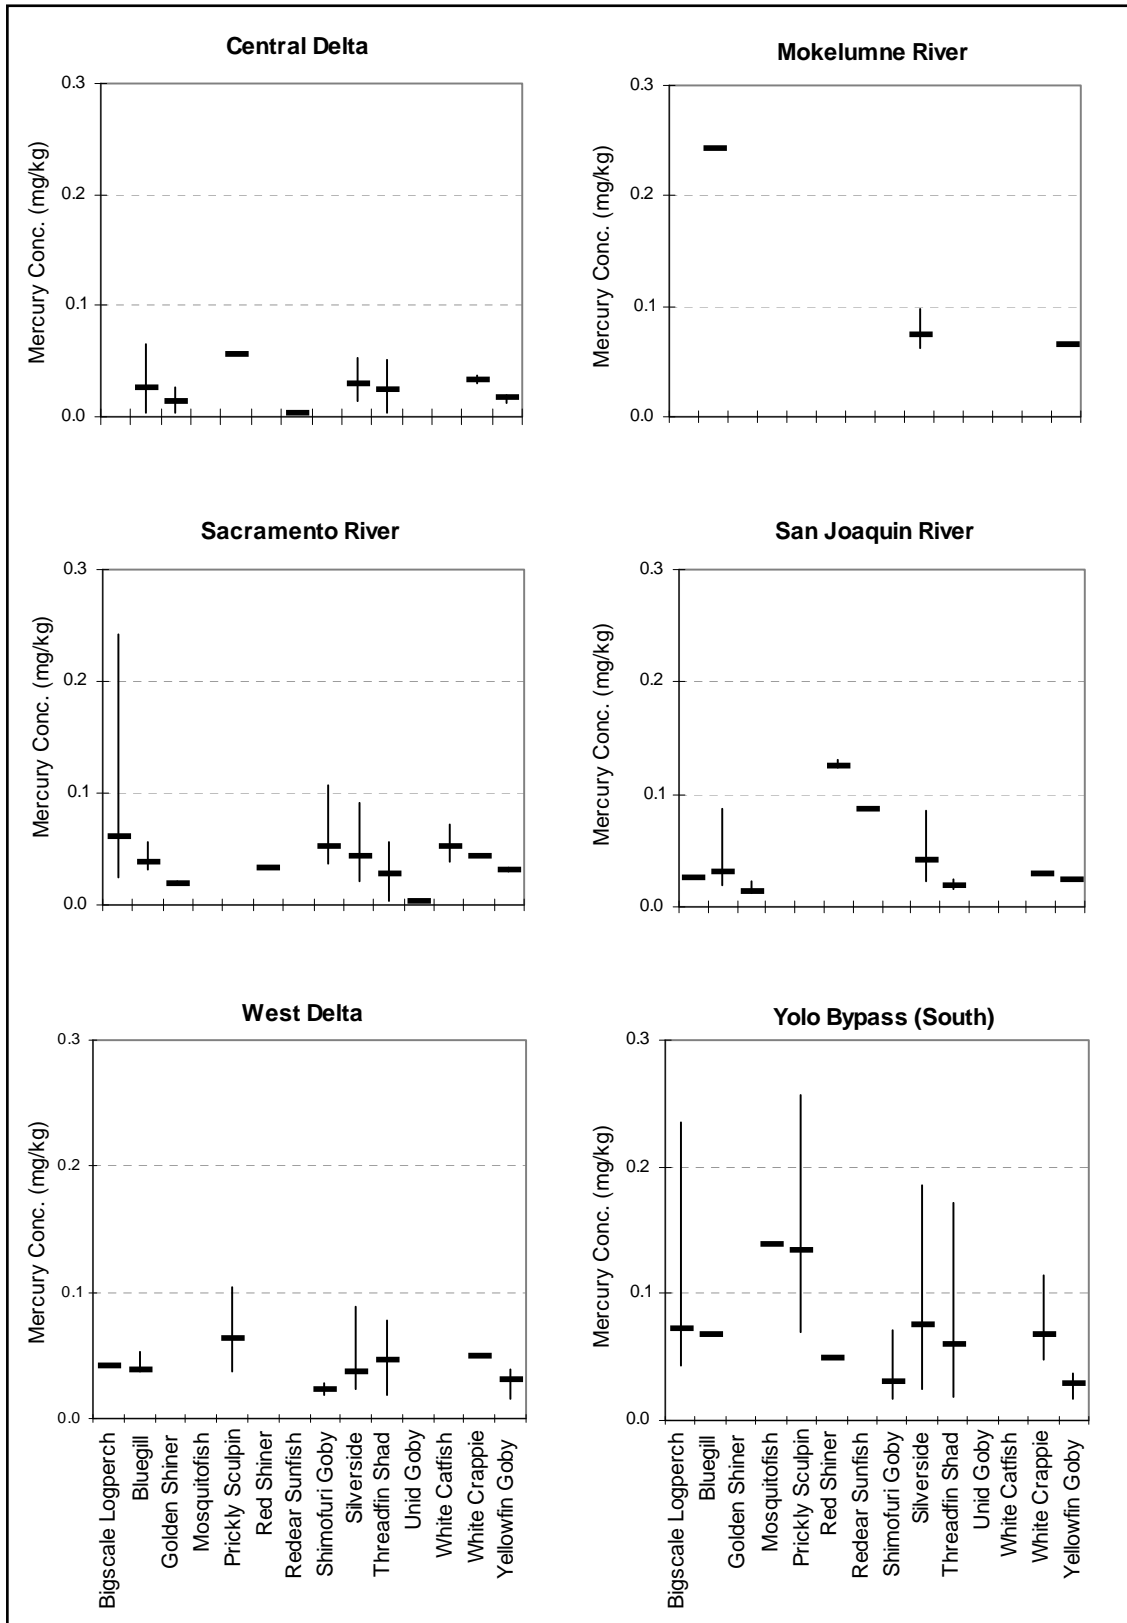 Central Delta
Mercury Conc. (mg/kg)
0.3
0.2
0.1
0.0
Mokelumne River
Mercury Conc. (mg/kg)
0.3
0.2
0.1
0.0
Sacramento River
Mercury Conc. (mg/kg)
0.3
0.2
0.1
0.0
San Joaquin River
Mercury Conc. (mg/kg)
0.3
0.2
0.1
0.0
West Delta
Mercury Conc. (mg/kg)
0.3
0.2
0.1
0.0
Bigscale Logperch
Bluegill
Golden Shiner
Mosquitofish
Prickly Sculpin
Red Shiner
Redear Sunfish
Shimofuri Goby
Silverside
Threadfin Shad
Unid Goby
White Catfish
White Crappie
Yellowfin Goby
Yolo Bypass (South)
Mercury Conc. (mg/kg)
0.3
0.2
0.1
0.0
Bigscale Logperch
Bluegill
Golden Shiner
Mosquitofish
Prickly Sculpin
Red Shiner
Redear Sunfish
Shimofuri Goby
Silverside
Threadfin Shad
Unid Goby
White Catfish
White Crappie
Yellowfin Goby